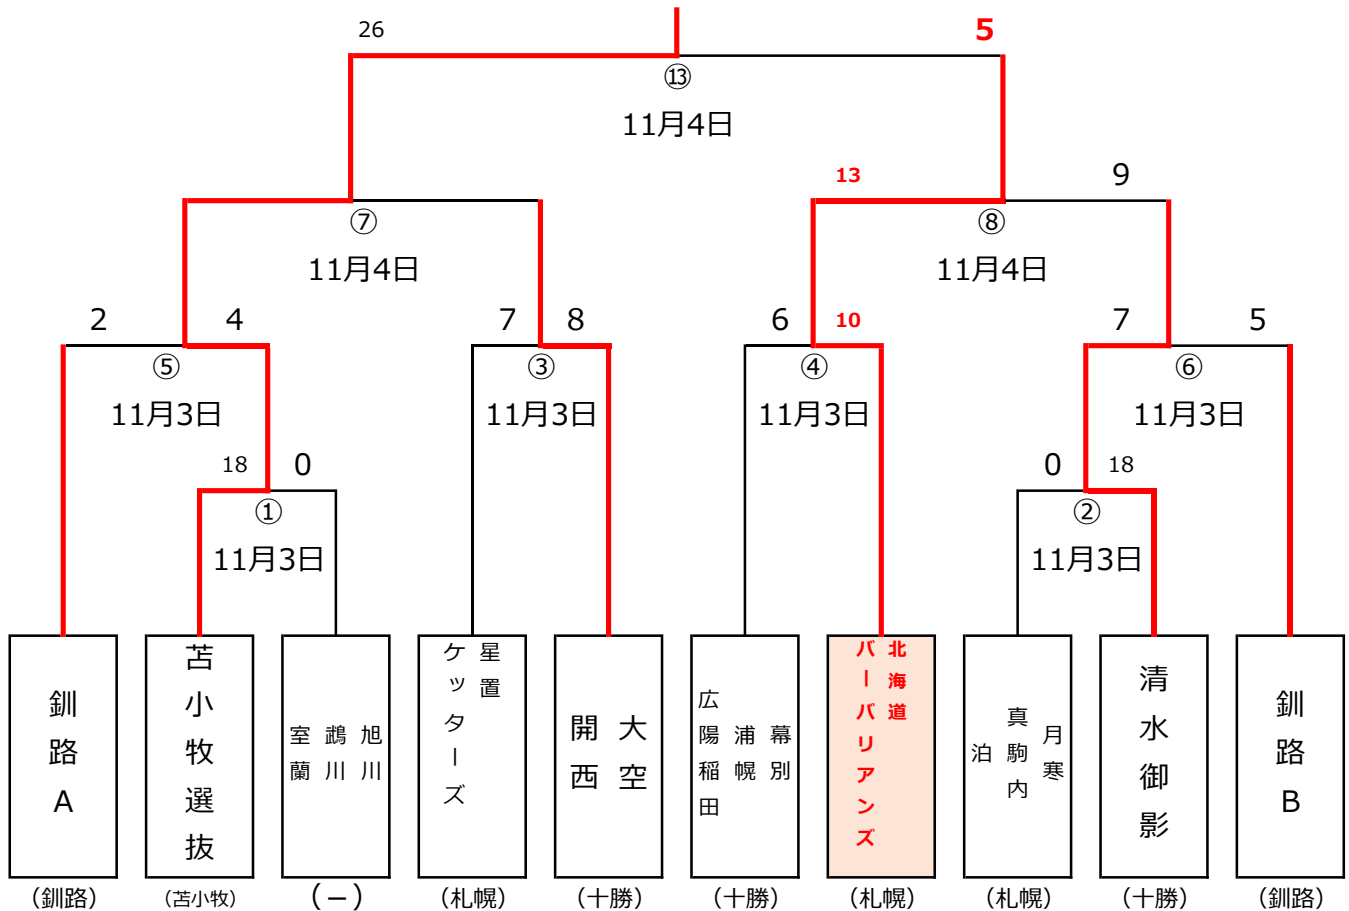 26
5
⑬
11月4日
13
9
⑦
⑧
11月4日
11月4日
2
4
7
8
6
10
7
5
⑤
③
④
⑥
11月3日
11月3日
11月3日
11月3日
18
0
0
18
①
②
11月3日
11月3日
釧路A
苫小牧選抜
旭川
鵡川
室蘭
星置
ケッターズ
大空
開西
幕別
浦幌
広陽稲田
北海道
バーバリアンズ
月寒
真駒内
泊
清水御影
釧路B
（釧路）
（苫小牧）
（－）
（札幌）
（十勝）
（十勝）
（札幌）
（札幌）
（十勝）
（釧路）